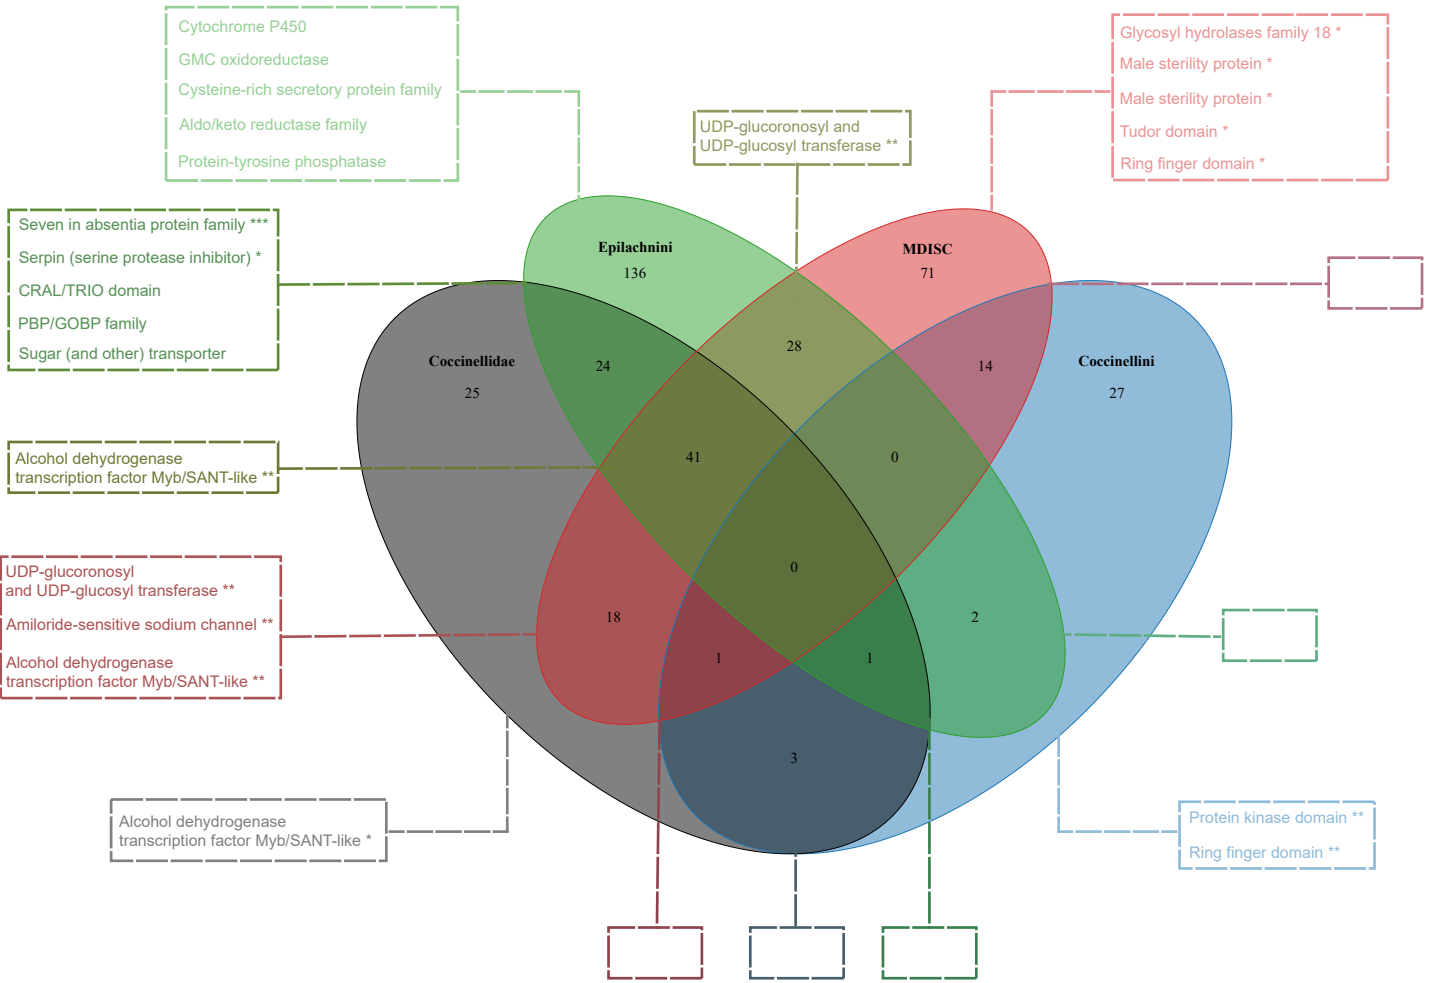 Cytochrome P450
GMC oxidoreductase
Cysteine-rich secretory protein family
Aldo/keto reductase family
Protein-tyrosine phosphatase
UDP-glucoronosyl and
UDP-glucosyl transferase **
Glycosyl hydrolases family 18 *
Male sterility protein *
Male sterility protein *
Tudor domain *
Ring finger domain *
Seven in absentia protein family ***
Serpin (serine protease inhibitor) *
CRAL/TRIO domain
PBP/GOBP family
Sugar (and other) transporter
Epilachnini
136
MDISC
71
Coccinellidae
25
24
28
14
Coccinellini
27
Alcohol dehydrogenase
transcription factor Myb/SANT-like **
41
0
UDP-glucoronosyl
and UDP-glucosyl transferase **
Amiloride-sensitive sodium channel **
Alcohol dehydrogenase
transcription factor Myb/SANT-like **
0
18
2
1
1
3
Alcohol dehydrogenase
transcription factor Myb/SANT-like *
Protein kinase domain **
Ring finger domain **